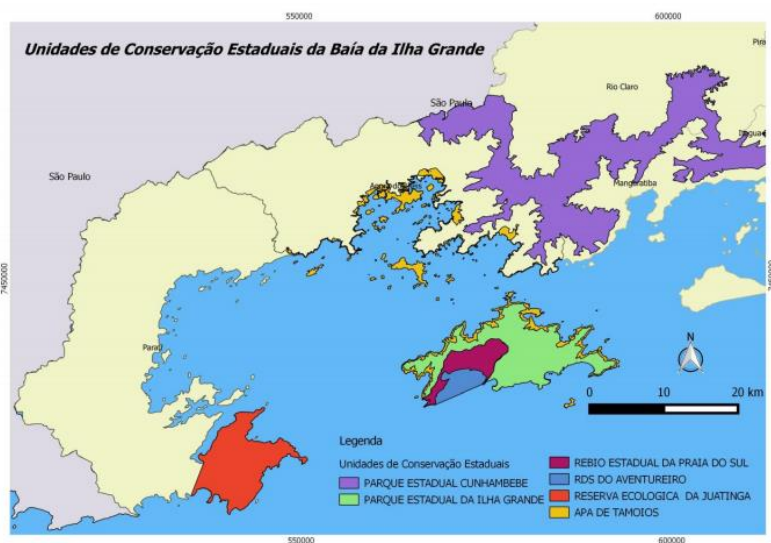 550000
600000
Unidades de Conservação Estaduais da Baía da Ilha Grande
Pira
Rio Claro
São Paulo
São Paulo
Mangaratiba
7450000
Parati
N
0
10
20 km
Legenda
Unidades de Conservação Estaduais
PARQUE ESTADUAL CUNHAMBEBE
PARQUE ESTADUAL DA ILHA GRANDE
REBIO ESTADUAL DA PRAIA DO SUL
RDS DO AVENTUREIRO
RESERVA ECOLOGICA DA JUATINGA
APA DE TAMOIOS
550000
600000